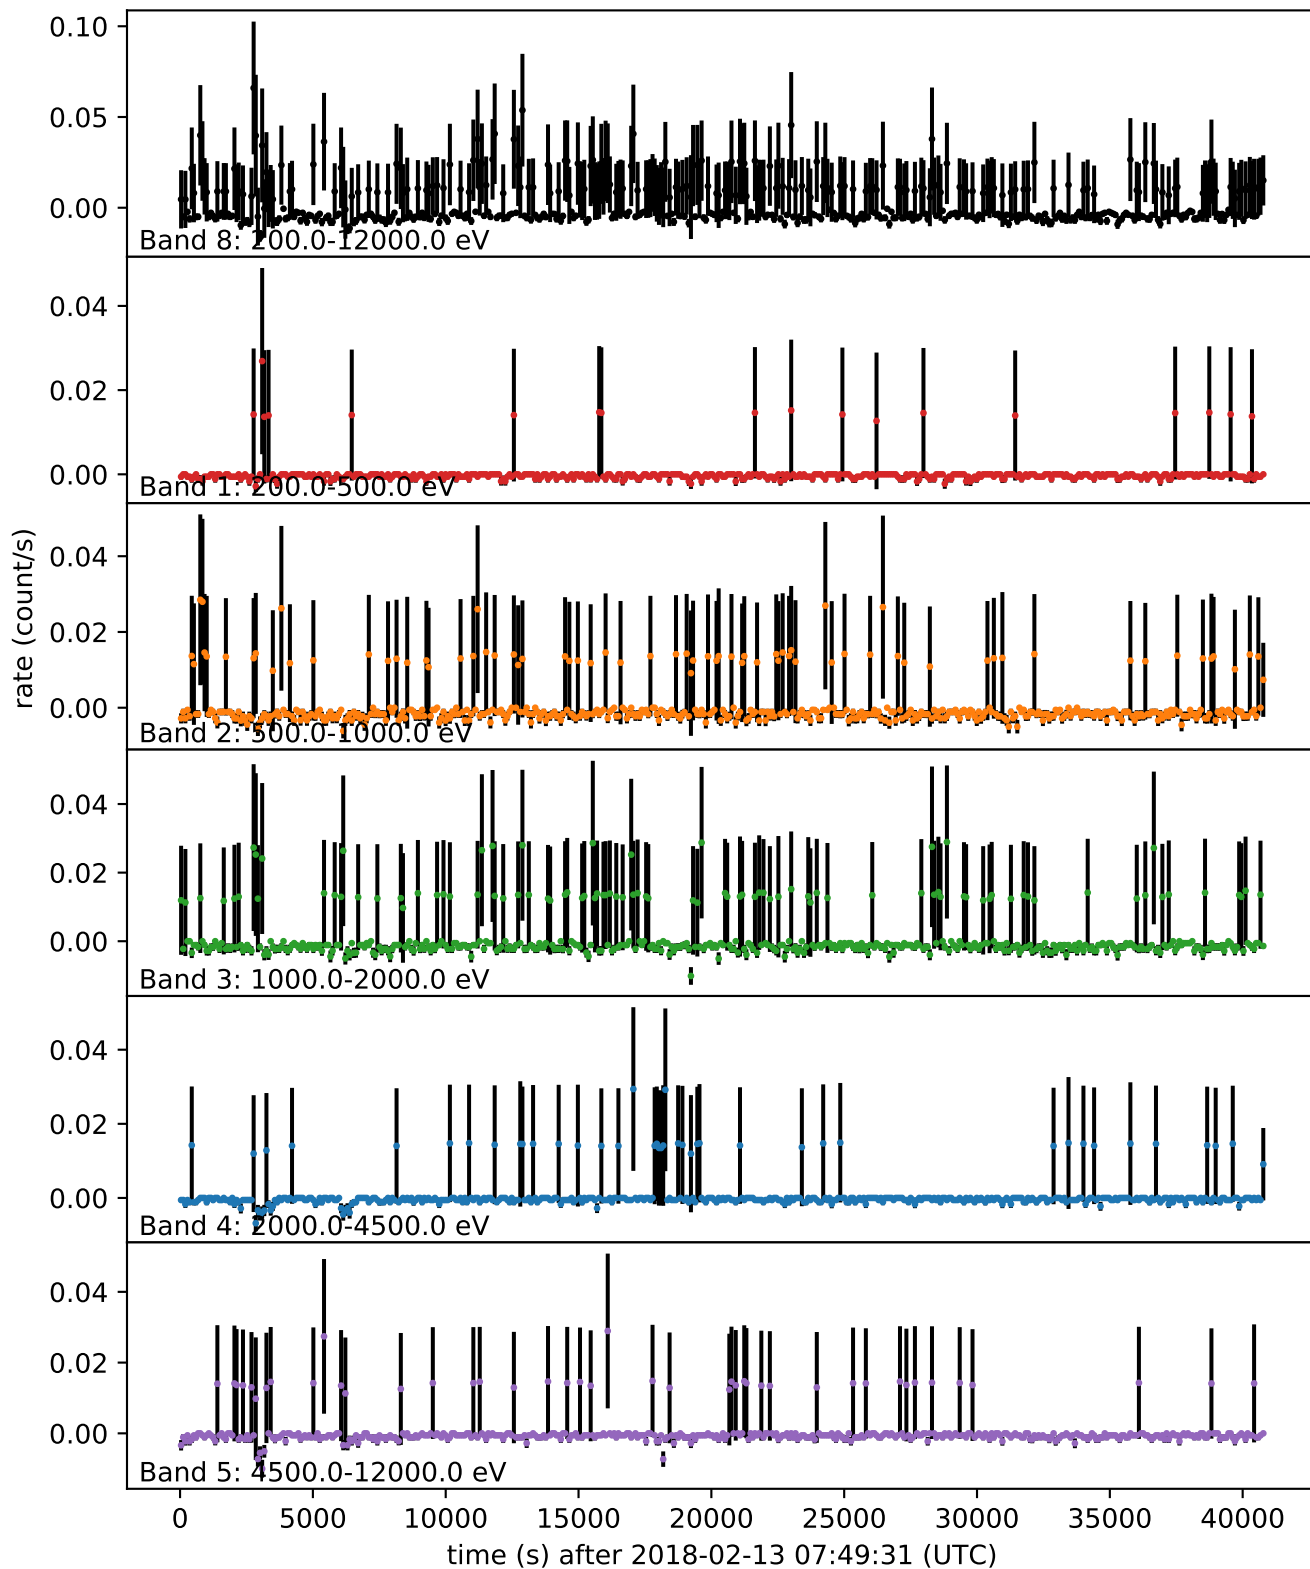 0.10
0.05
0.00
Band 8: 200.0-12000.0 eV
0.04
0.02
0.00
Band 1: 200.0-500.0 eV
0.04
0.02
0.00
Band 2: 500.0-1000.0 eV
rate (count/s)
0.04
0.02
0.00
Band 3: 1000.0-2000.0 eV
0.04
0.02
0.00
Band 4: 2000.0-4500.0 eV
0.04
0.02
0.00
Band 5: 4500.0-12000.0 eV
0 5000 10000 15000 20000 25000 30000 35000 40000
time (s) after 2018-02-13 07:49:31 (UTC)